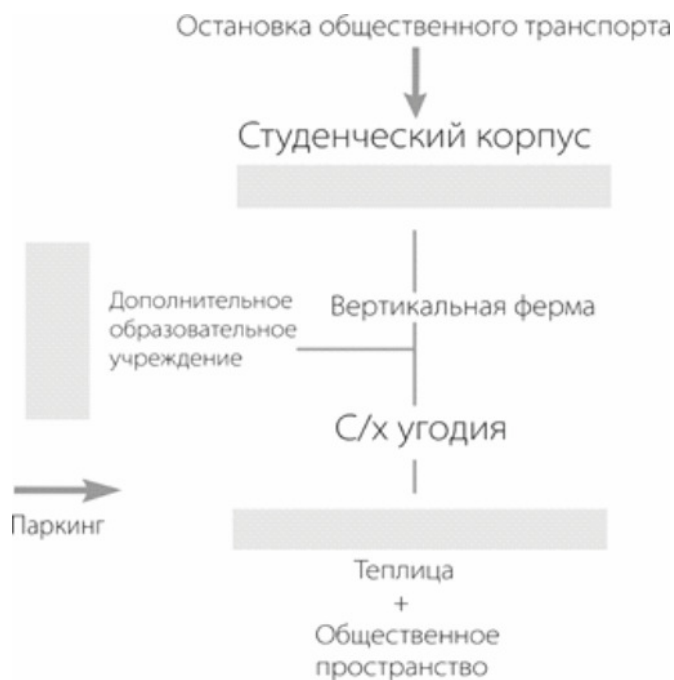 Остановка общественного транспорта
Студенческий корпус
Дополнительное
образовательное
учреждение
Вертикальная ферма
С/х угодия
Паркинг
Теплица
+
Общественное
пространство